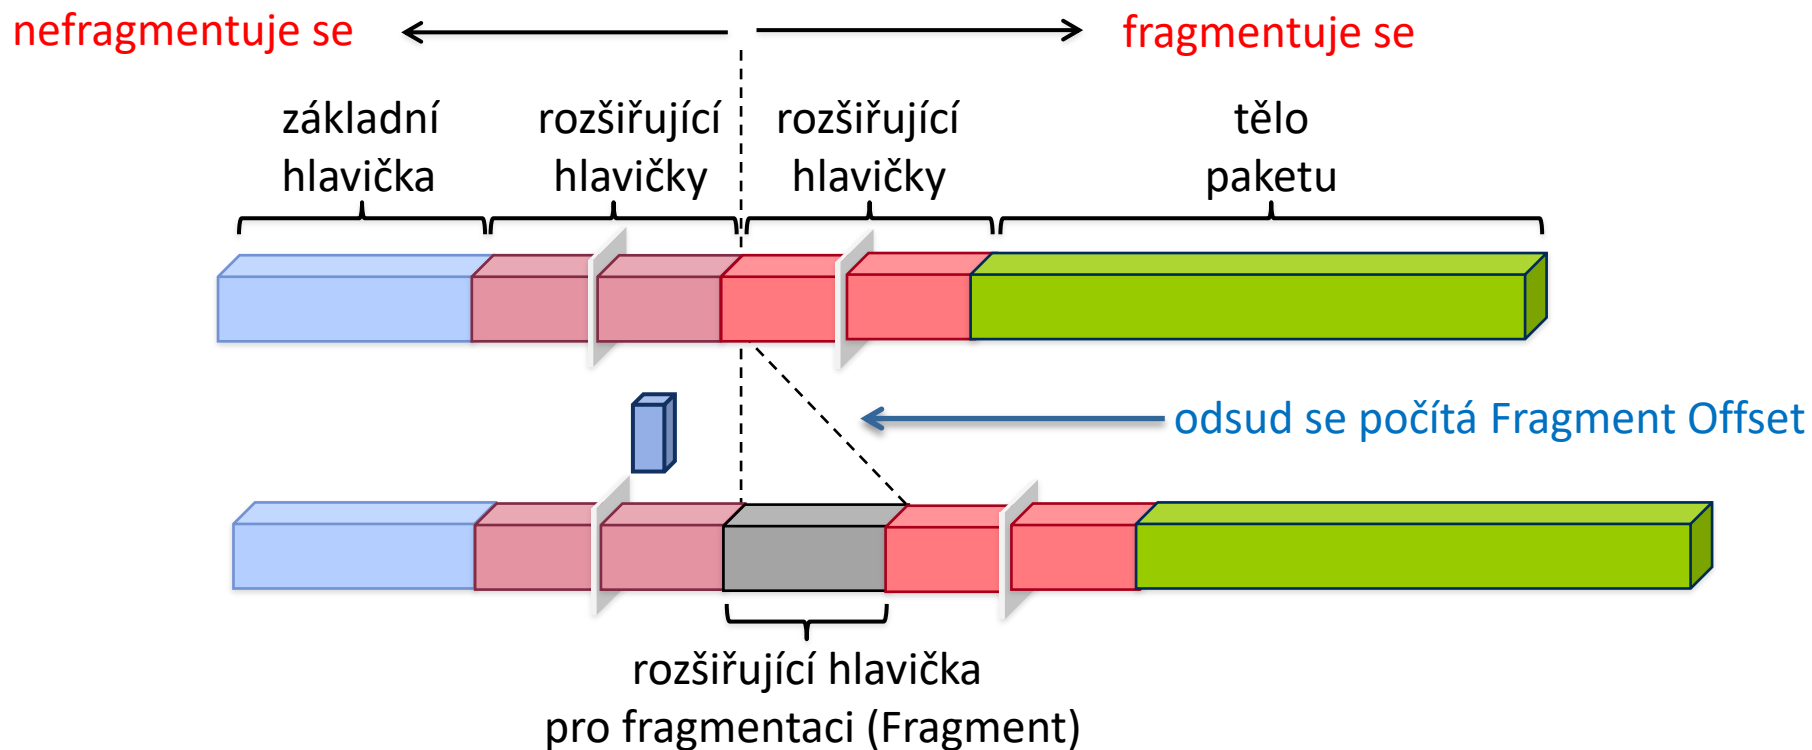 nefragmentuje se
fragmentuje se
základní
hlavička
rozšiřující
hlavičky
rozšiřující
hlavičky
tělo
paketu
odsud se počítá Fragment Offset
rozšiřující hlavička
pro fragmentaci (Fragment)